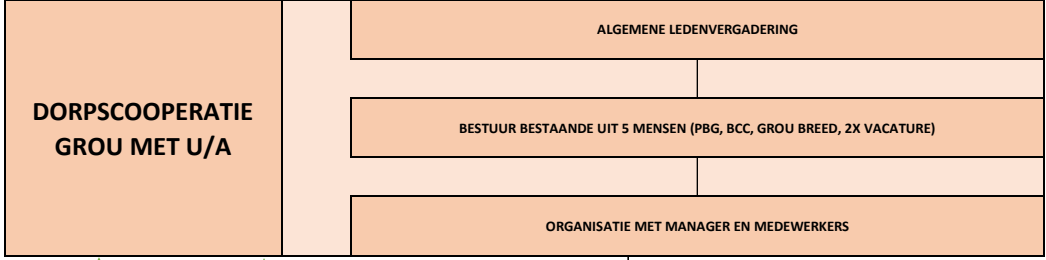 DORPSCOOPERATIE
GROU MET U/A
ALGEMENE LEDENVERGADERING
BESTUUR BESTAANDE UIT 5 MENSEN (PBG, BCC, GROU BREED, 2X VACATURE)
ORGANISATIE MET MANAGER EN MEDEWERKERS